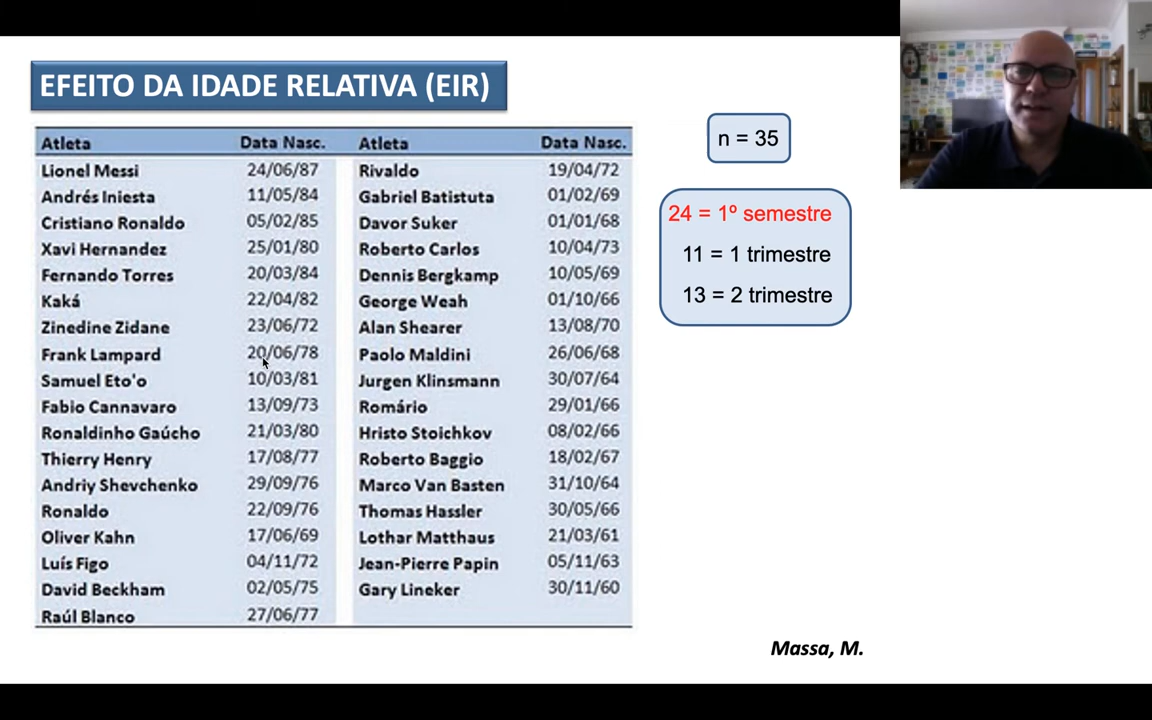 EFEITO DA IDADE RELATIVA (EIR)
Atleta Data Nasc. Atleta Data Nasc.
Lionel Messi 24/06/87 Rivaldo 19/04/72
Andrés Iniesta 11/05/84 Gabriel Batistuta 01/02/69
Cristiano Ronaldo 05/02/85 Davor Suker 01/01/68
Xavi Hernandez 25/01/80 Roberto Carlos 10/04/73
Fernando Torres 20/03/84 Dennis Bergkamp 10/05/69
Kaká 22/04/82 George Weah 01/10/66
Zinedine Zidane 23/06/72 Alan Shearer 13/08/70
Frank Lampard 20/06/78 Paolo Maldini 26/06/68
Samuel Eto'o 10/03/81 Jurgen Klinsmann 30/07/64
Fabio Cannavaro 13/09/73 Romário 29/01/66
Ronaldinho Gaúcho 21/03/80 Hristo Stoichkov 08/02/66
Thierry Henry 17/08/77 Roberto Baggio 18/02/67
Andriy Shevchenko 29/09/76 Marco Van Basten 31/10/64
Ronaldo 22/09/76 Thomas Hassler 30/05/66
Oliver Kahn 17/06/69 Lothar Matthaus 21/03/61
Luís Figo 04/11/72 Jean-Pierre Papin 05/11/63
David Beckham 02/05/75 Gary Lineker 30/11/60
Raúl Blanco 27/06/77
n = 35
24 = 1º semestre
11 = 1 trimestre
13 = 2 trimestre
Massa, M.